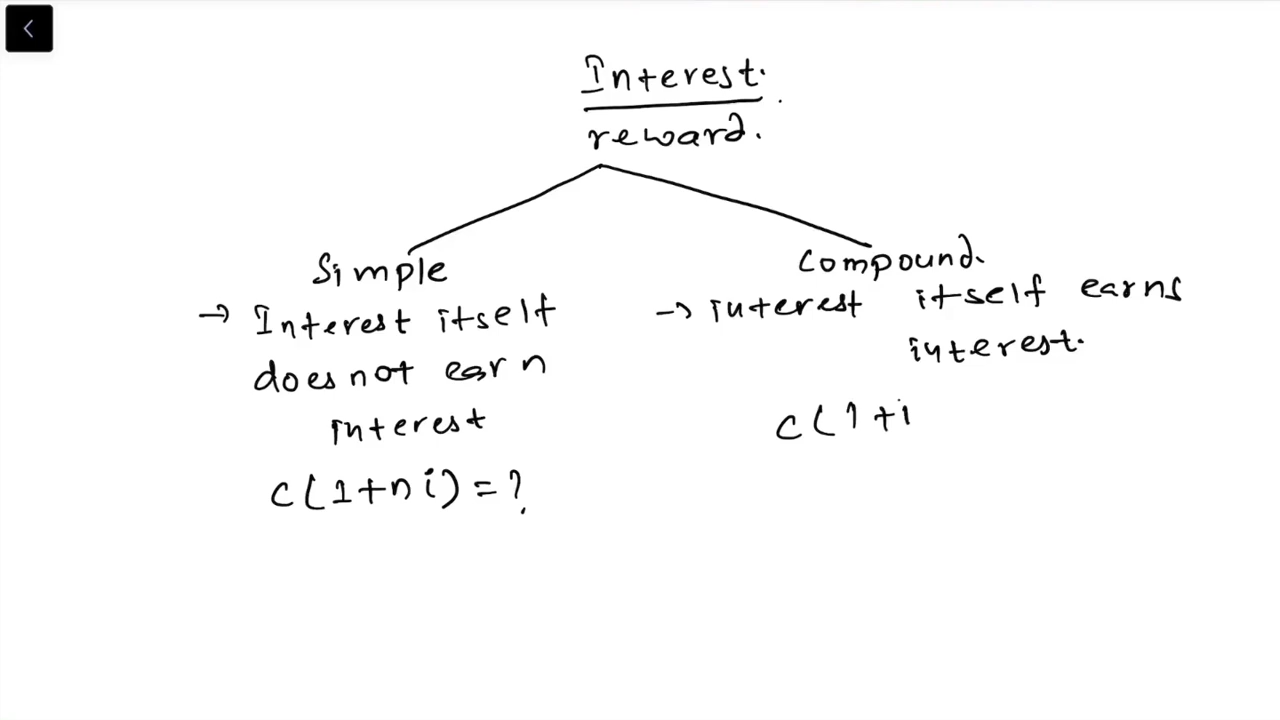 Interest.
reward.
Simple
→ Interest itself
does not earn
interest
c(1+ni) = ?
compound.
→ interest itself earns
interest.
c(1+i